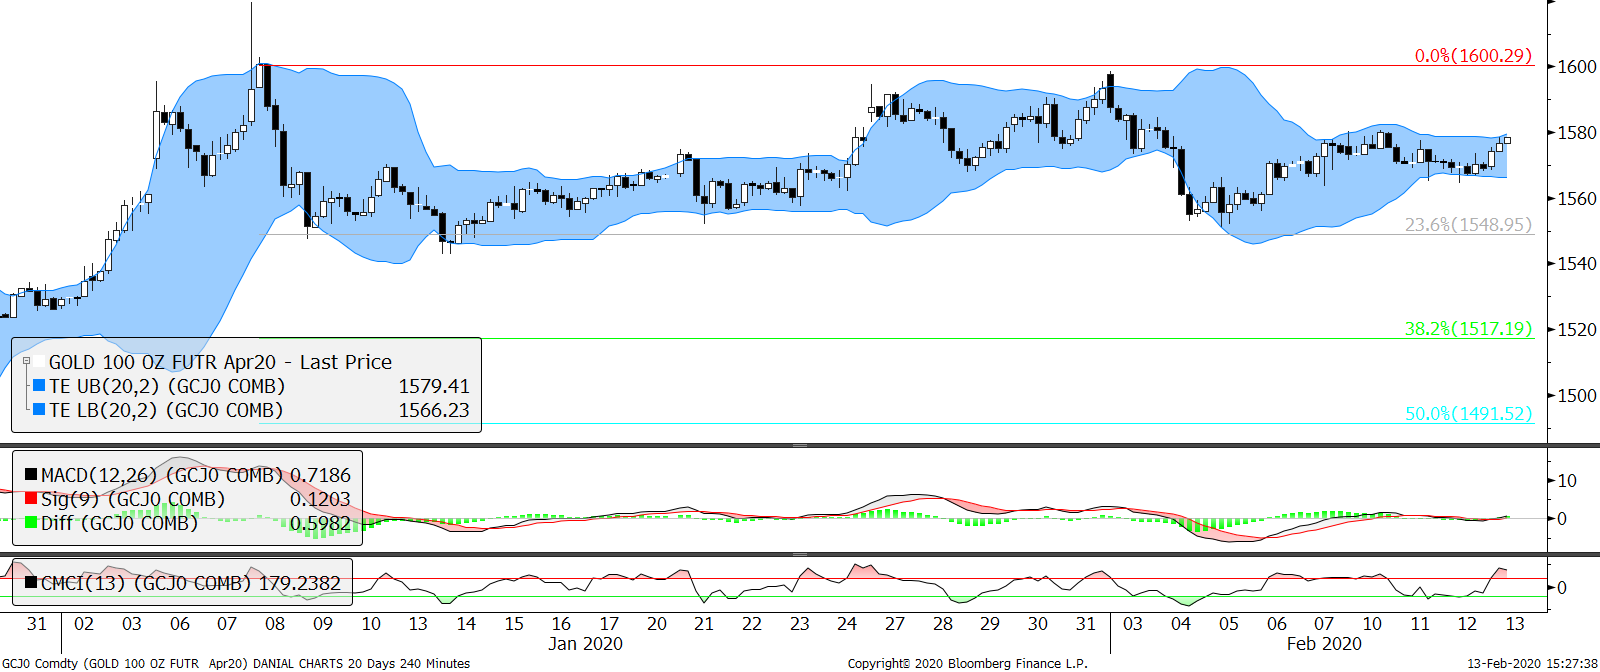 0.0%(1600.29)
1600
1580
1560
23.6%(1548.95)
1540
38.2%(1517.19)
1520
GOLD 100 OZ FUTR Apr20 - Last Price
TE UB(20,2) (GCJ0 COMB) 1579.41
TE LB(20,2) (GCJ0 COMB) 1566.23
1500
50.0%(1491.52)
MACD(12,26) (GCJ0 COMB) 0.7186
Sig(9) (GCJ0 COMB) 0.1203
Diff (GCJ0 COMB) 0.5982
10
0
CMCI(13) (GCJ0 COMB) 179.2382
0
31 02 03 06 07 08 09 10 13 14 15 16 17 20 21 22 23 24 27 28 29 30 31 03 04 05 06 07 10 11 12 13
Jan 2020 Feb 2020
GCJ0 Comdty (GOLD 100 OZ FUTR Apr20) DANIAL CHARTS 20 Days 240 Minutes Copyright© 2020 Bloomberg Finance L.P. 13-Feb-2020 15:27:38